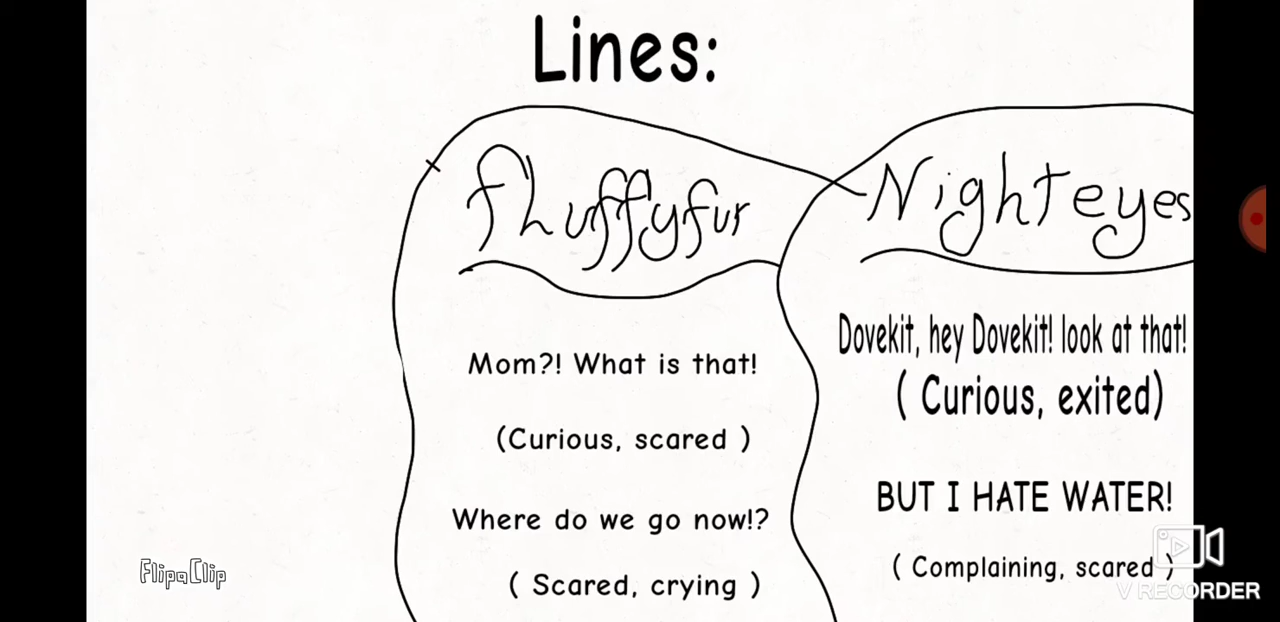 Lines:
Fluffyfur
Nighteyes
Mom?! What is that!
(Curious, scared )
Where do we go now!?
( Scared, crying )
Dovekit, hey Dovekit! look at that!
( Curious, exited)
BUT I HATE WATER!
( Complaining, scared )
FlipaClip
V RECORDER